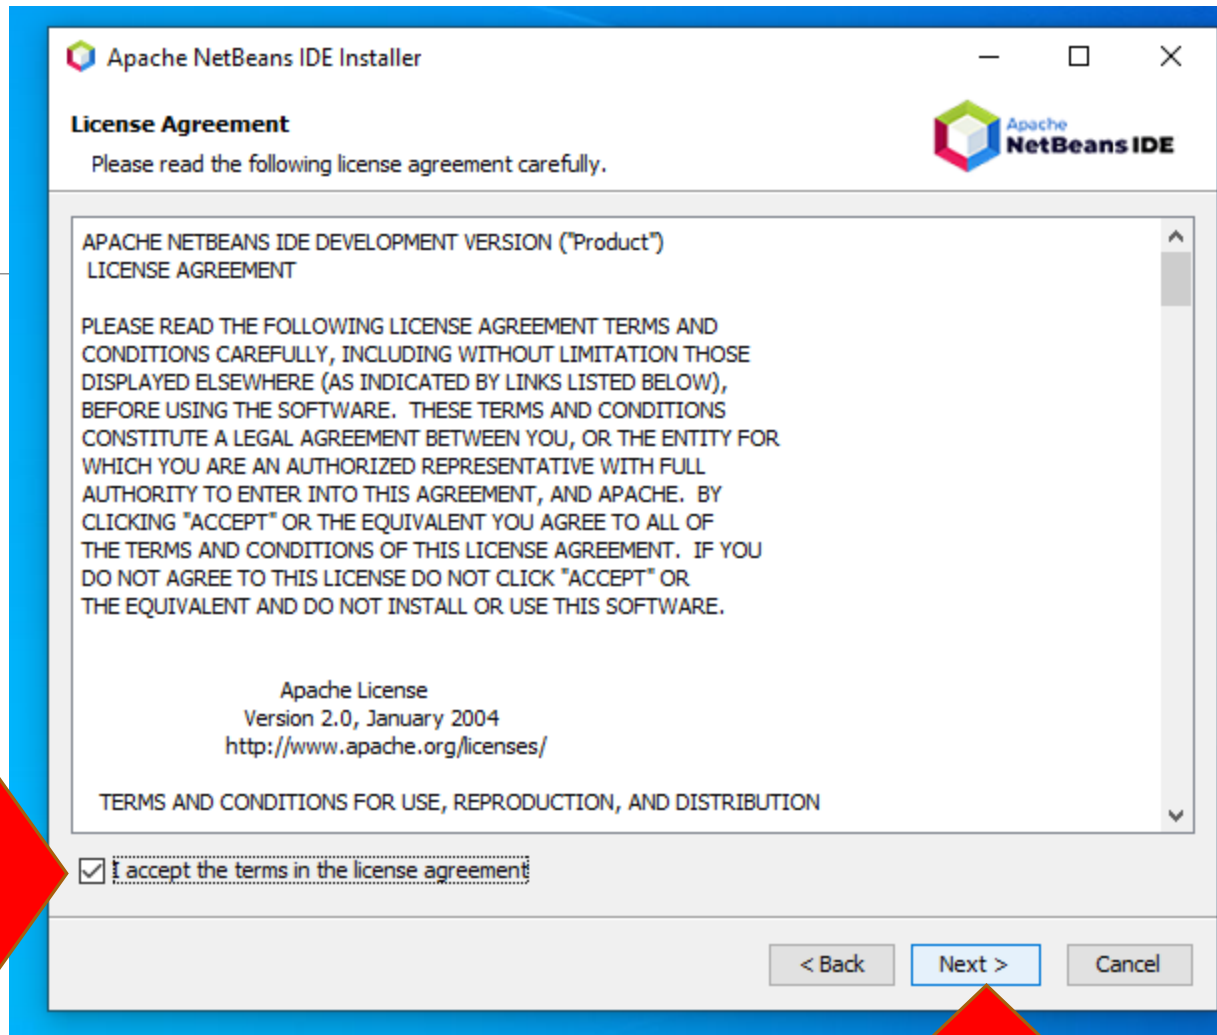 Apache NetBeans IDE Installer
License Agreement
Please read the following license agreement carefully.
Apache
NetBeans IDE
APACHE NETBEANS IDE DEVELOPMENT VERSION ("Product")
LICENSE AGREEMENT
PLEASE READ THE FOLLOWING LICENSE AGREEMENT TERMS AND
CONDITIONS CAREFULLY, INCLUDING WITHOUT LIMITATION THOSE
DISPLAYED ELSEWHERE (AS INDICATED BY LINKS LISTED BELOW),
BEFORE USING THE SOFTWARE.  THESE TERMS AND CONDITIONS
CONSTITUTE A LEGAL AGREEMENT BETWEEN YOU, OR THE ENTITY FOR
WHICH YOU ARE AN AUTHORIZED REPRESENTATIVE WITH FULL
AUTHORITY TO ENTER INTO THIS AGREEMENT, AND APACHE.  BY
CLICKING "ACCEPT" OR THE EQUIVALENT YOU AGREE TO ALL OF
THE TERMS AND CONDITIONS OF THIS LICENSE AGREEMENT.  IF YOU
DO NOT AGREE TO THIS LICENSE DO NOT CLICK "ACCEPT" OR
THE EQUIVALENT AND DO NOT INSTALL OR USE THIS SOFTWARE.
Apache License
Version 2.0, January 2004
http://www.apache.org/licenses/
TERMS AND CONDITIONS FOR USE, REPRODUCTION, AND DISTRIBUTION
I accept the terms in the license agreement
< Back
Next >
Cancel